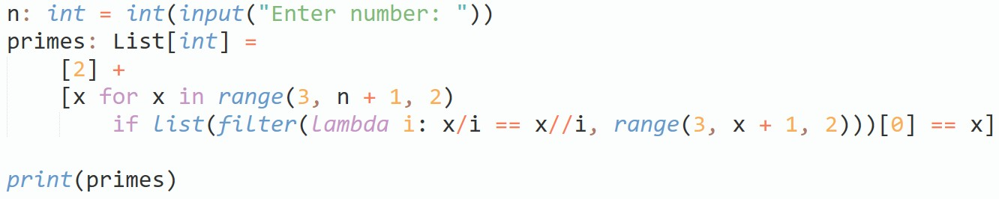 n: int = int(input("Enter number: "))
primes: List[int] =
    [2] +
    [x for x in range(3, n + 1, 2)
        if list(filter(lambda i: x/i == x//i, range(3, x + 1, 2)))[0] == x]

print(primes)